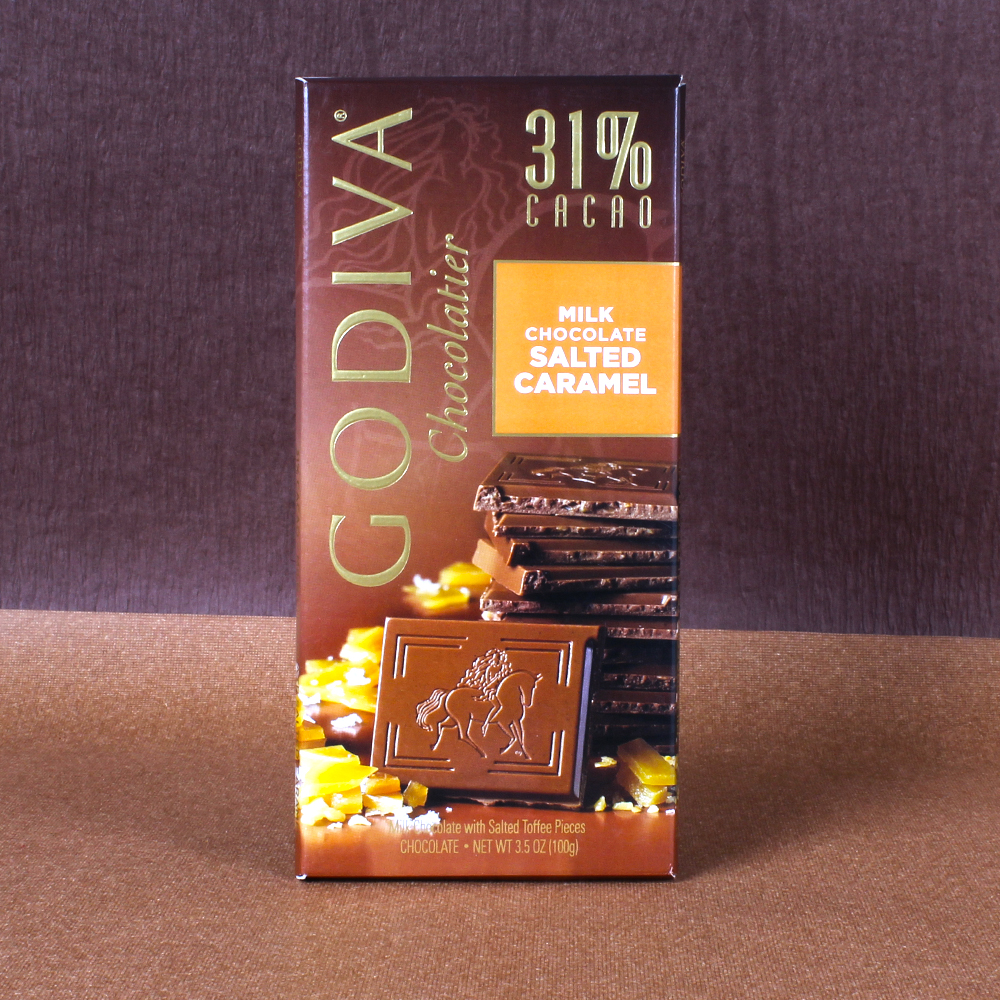 GODIVA®
Chocolatier
31%
CACAO
MILK
CHOCOLATE
SALTED
CARAMEL
Milk Chocolate with Salted Toffee Pieces
CHOCOLATE • NET WT 3.5 OZ (100g)